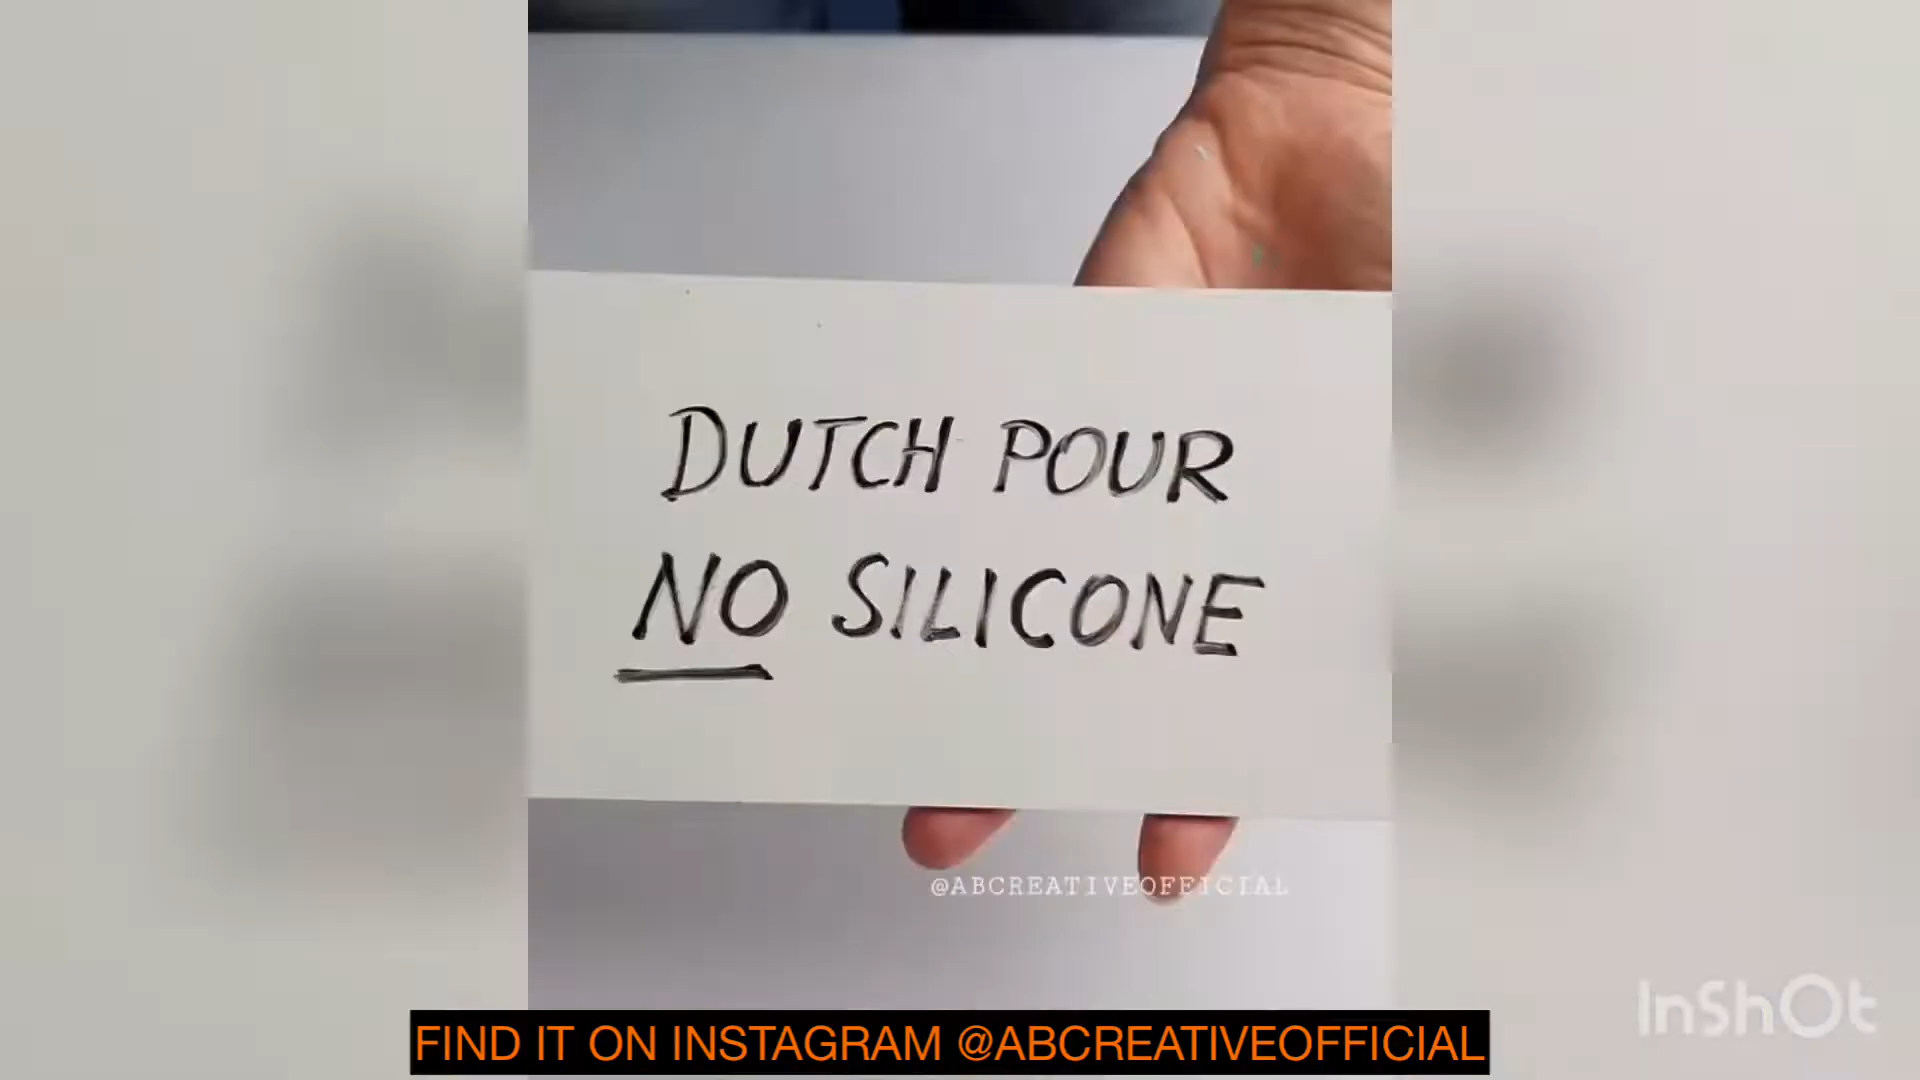 DUTCH POUR
NO SILICONE
@ABCREATIVEOFFICIAL
InShOt
FIND IT ON INSTAGRAM @ABCREATIVEOFFICIAL